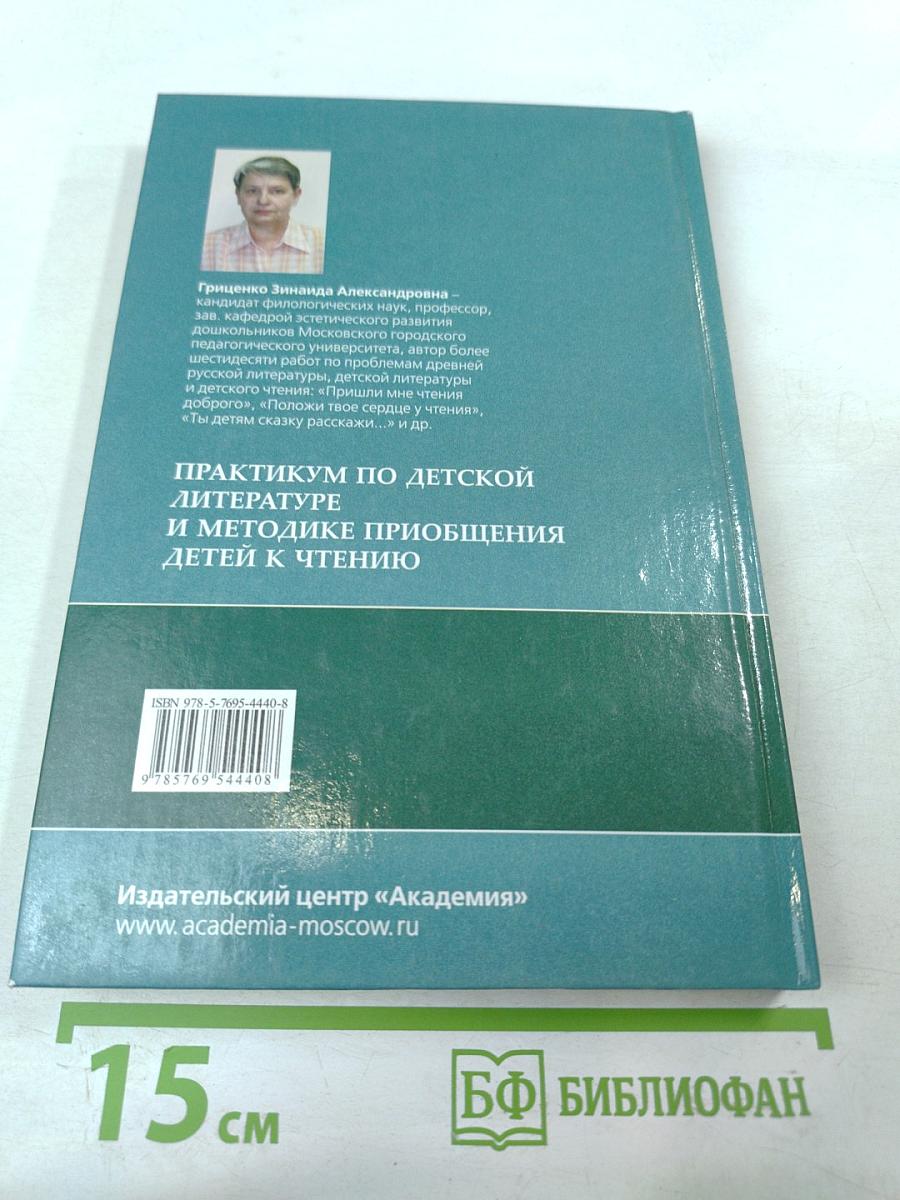 Гриценко Зинаида Александровна –
кандидат филологических наук, профессор,
зав. кафедрой эстетического развития
дошкольников Московского городского
педагогического университета, автор более
шестидесяти работ по проблемам древней
русской литературы, детской литературы
и детского чтения: «Пришли мне чтения
доброго», «Положи твое сердце у чтения»,
«Ты детям сказку расскажи...» и др.
ПРАКТИКУМ ПО ДЕТСКОЙ
ЛИТЕРАТУРЕ
И МЕТОДИКЕ ПРИОБЩЕНИЯ
ДЕТЕЙ К ЧТЕНИЮ
ISBN 978-5-7695-4440-8
9 785769 544408
Издательский центр «Академия»
www.academia-moscow.ru
15 см
БФ БИБЛИОФАН